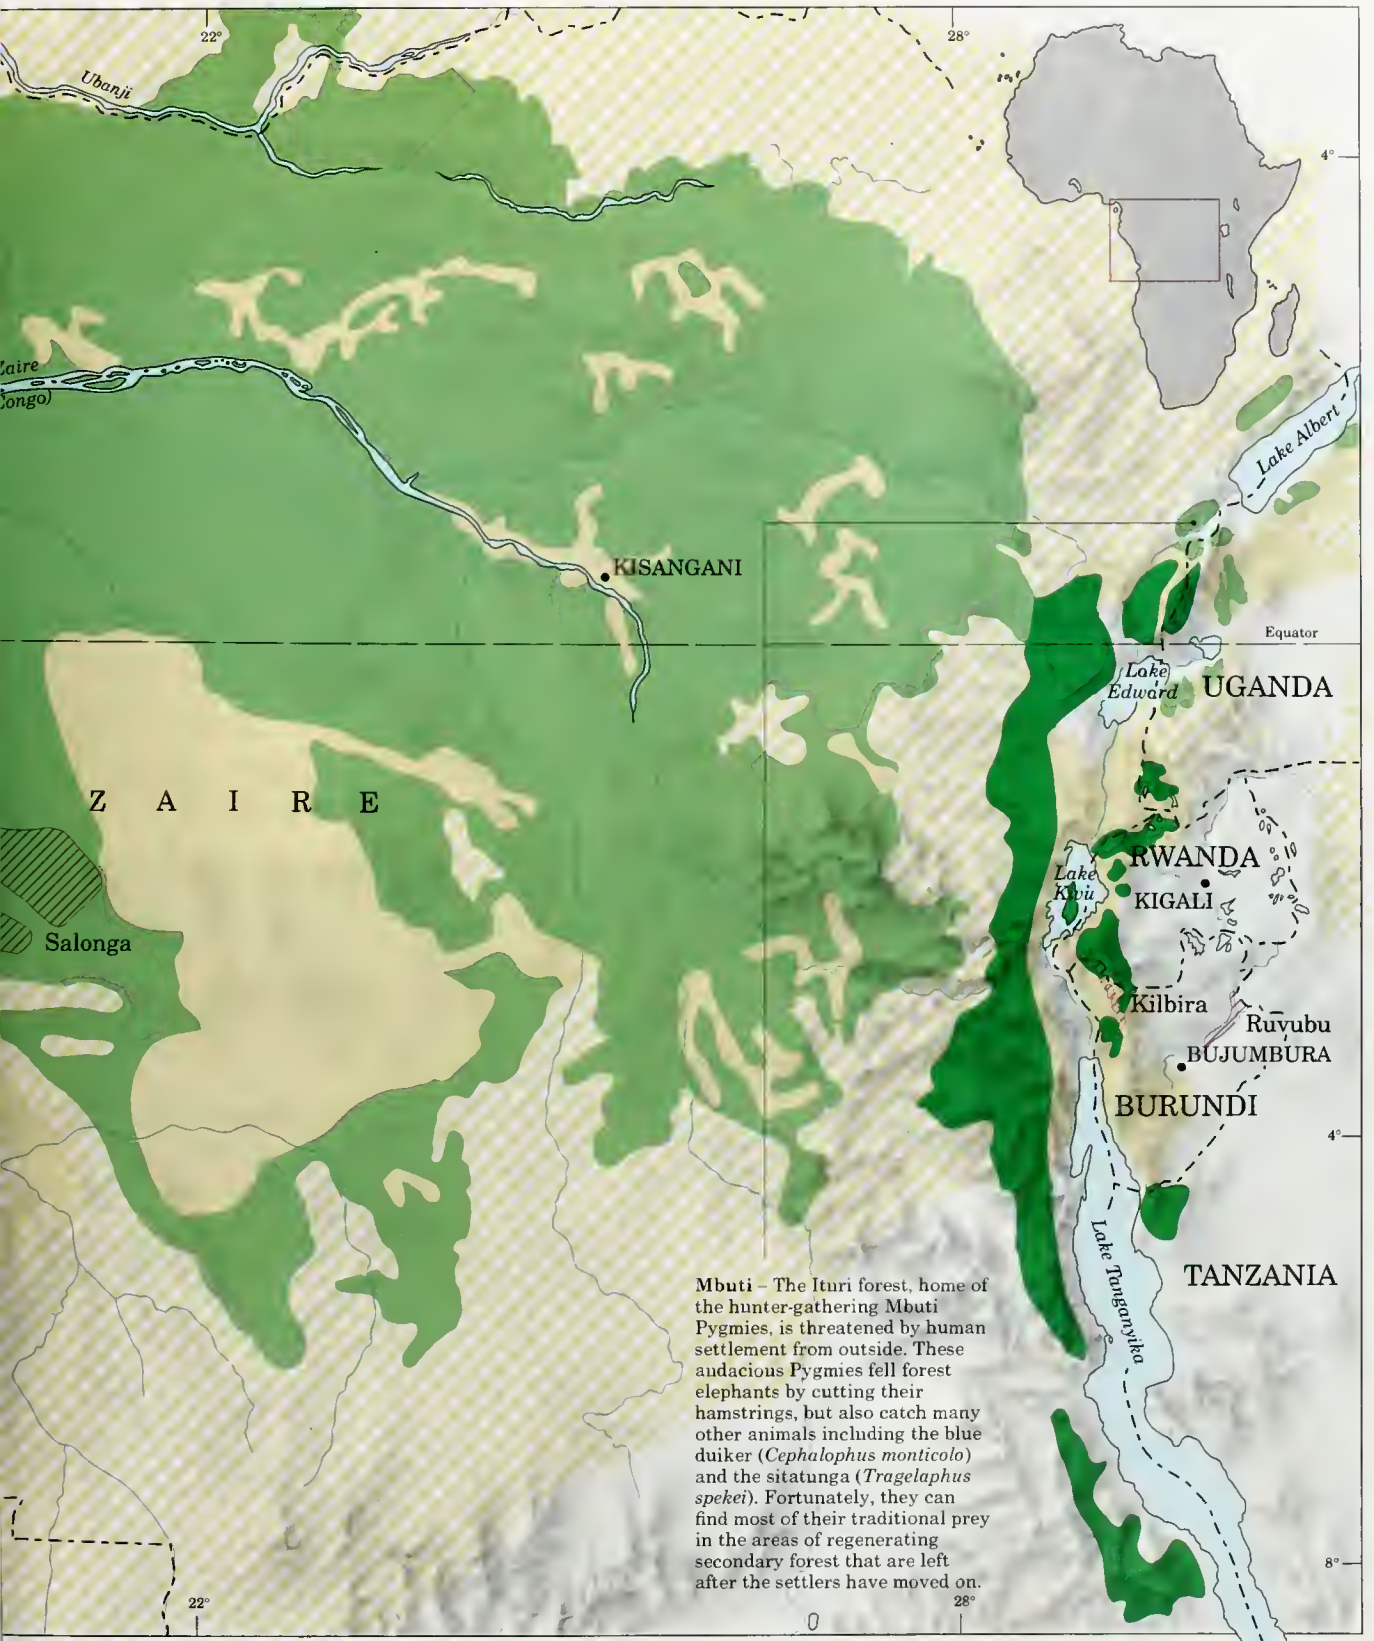 22°
28°
Ubanji
4°
Zaire
Congo)
Lake Albert
KISANGANI
Equator
Lake
Edward
UGANDA
Z A I R E
RWANDA
Lake
Kivu
KIGALI
Salonga
Kilbira
Ruvubu
BUJUMBURA
BURUNDI
4°
Lake Tanganyika
TANZANIA
Mbuti – The Ituri forest, home of
the hunter-gathering Mbuti
Pygmies, is threatened by human
settlement from outside. These
audacious Pygmies fell forest
elephants by cutting their
hamstrings, but also catch many
other animals including the blue
duiker (Cephalophus monticolo)
and the sitatunga (Tragelaphus
spekei). Fortunately, they can
find most of their traditional prey
in the areas of regenerating
secondary forest that are left
after the settlers have moved on.
8°
22°
28°